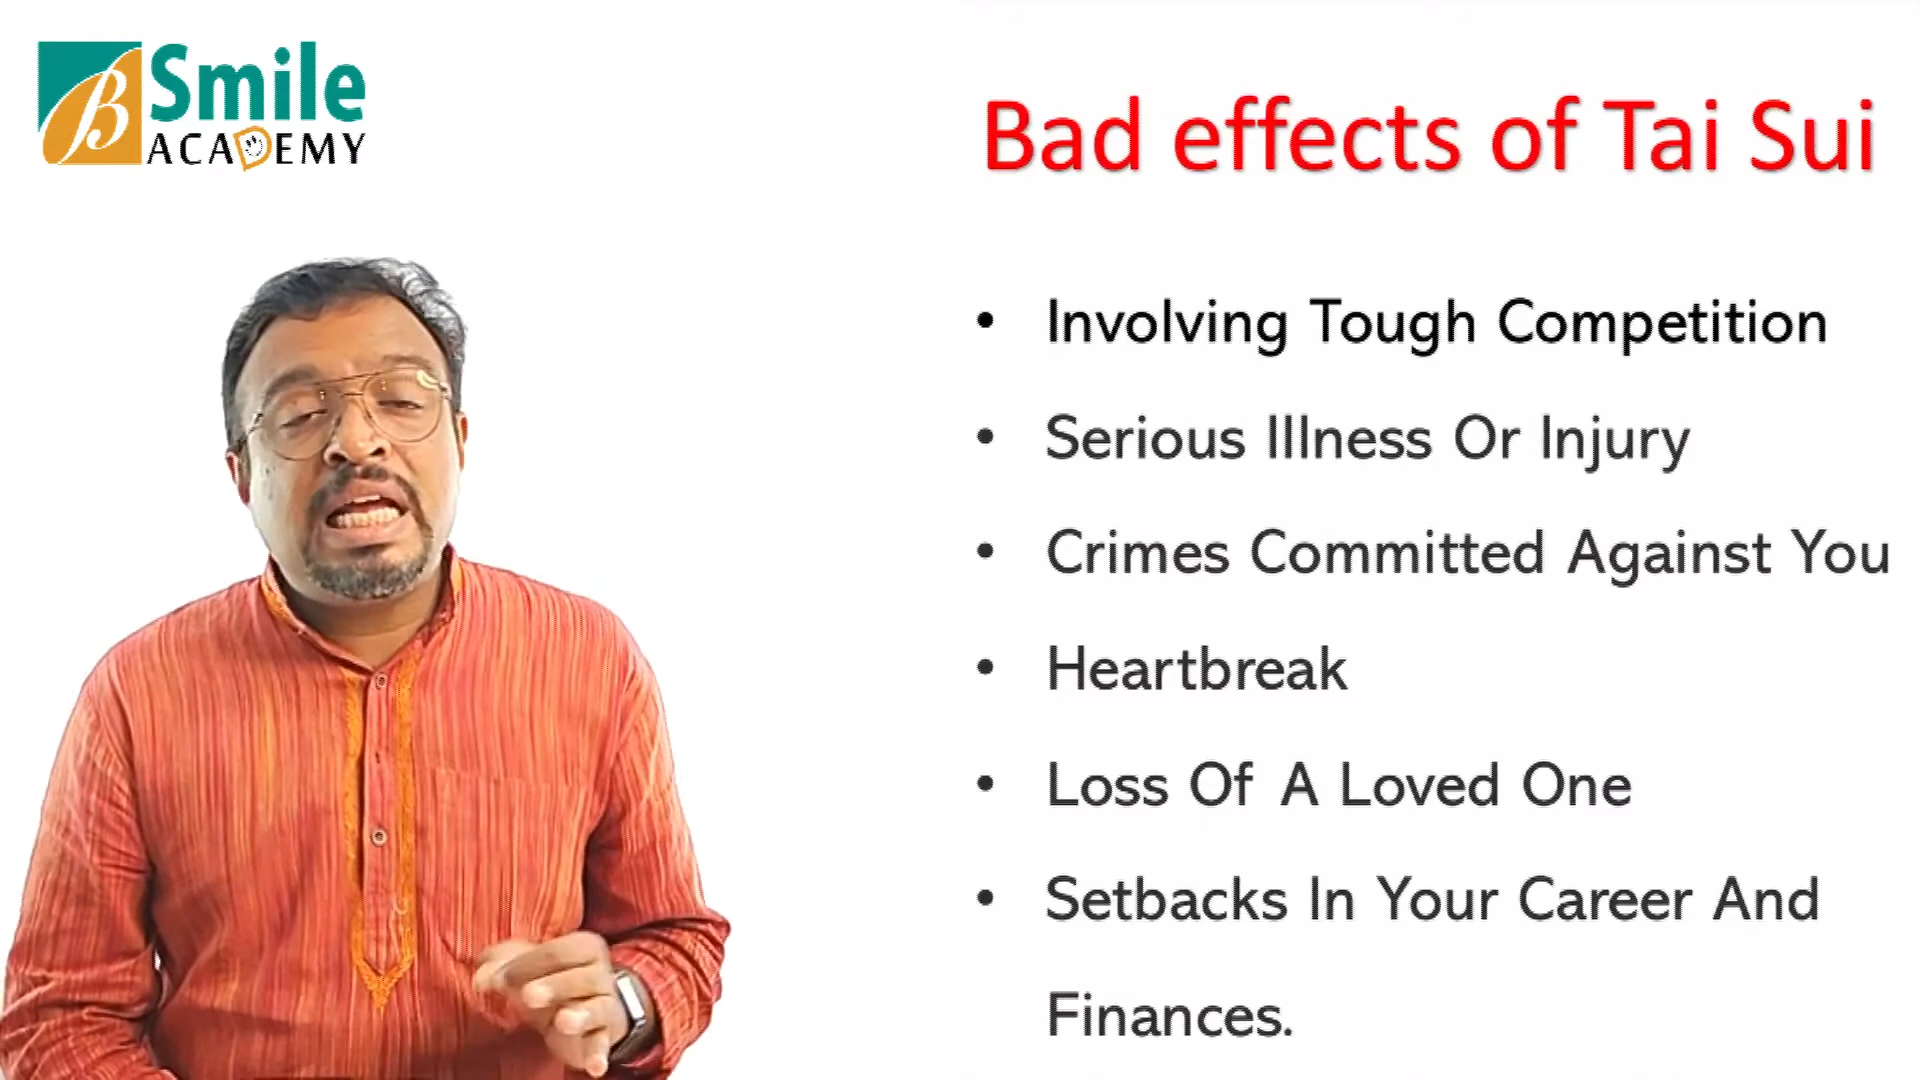 B Smile
ACADEMY
Bad effects of Tai Sui
• Involving Tough Competition
• Serious Illness Or Injury
• Crimes Committed Against You
• Heartbreak
• Loss Of A Loved One
• Setbacks In Your Career And
Finances.